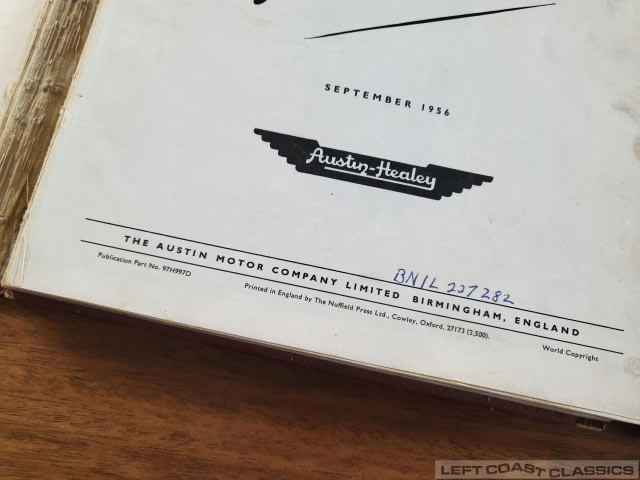 SEPTEMBER 1956
Austin-Healey
BN1L 227282
THE AUSTIN MOTOR COMPANY LIMITED BIRMINGHAM, ENGLAND
Publication Part No. 97H997D
Printed in England by The Nuffield Press Ltd., Cowley, Oxford, 27173 (2,500).
World Copyright
LEFT COAST CLASSICS